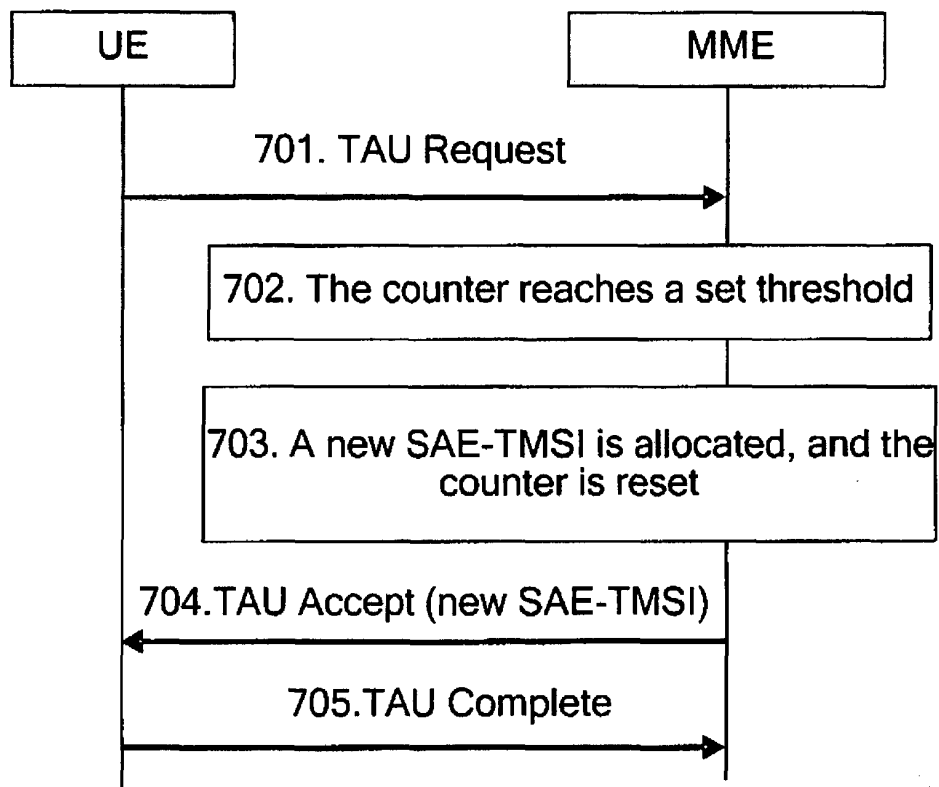 UE
MME
701. TAU Request
702. The counter reaches a set threshold
703. A new SAE-TMSI is allocated, and the
counter is reset
704.TAU Accept (new SAE-TMSI)
705.TAU Complete